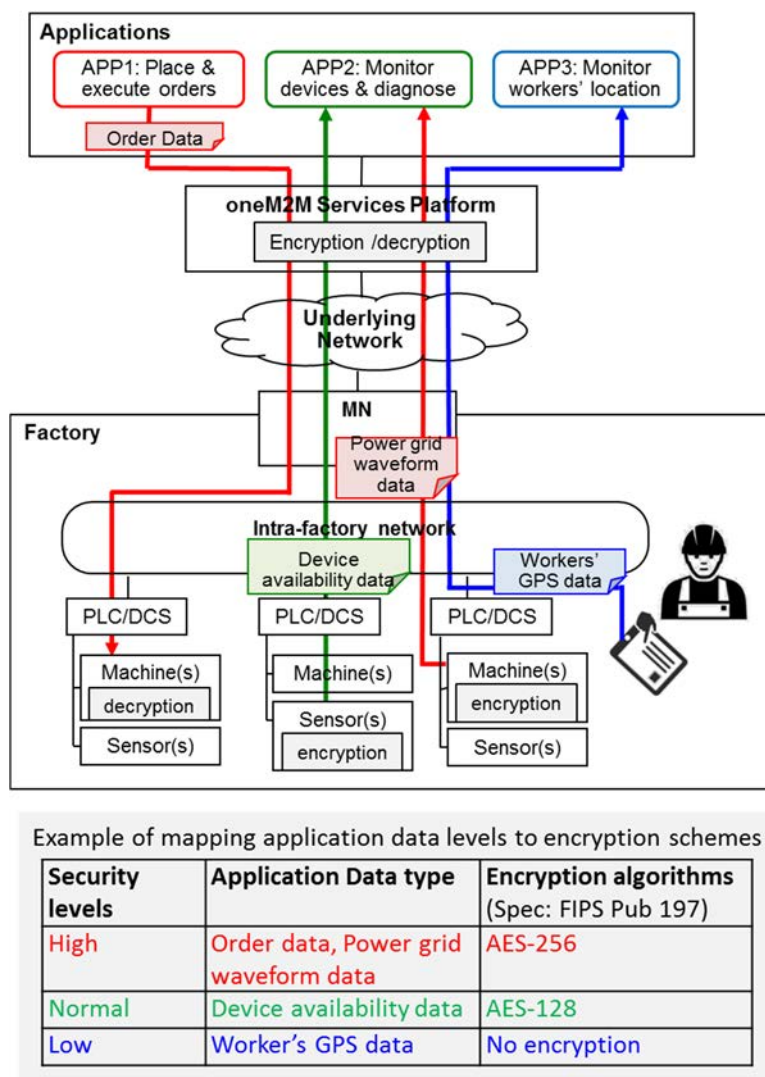 Applications
APP1: Place &
execute orders
APP2: Monitor
devices & diagnose
APP3: Monitor
workers' location
Order Data
oneM2M Services Platform
Encryption /decryption
Underlying
Network
MN
Factory
Power grid
waveform
data
Intra-factory network
Device
availability data
Workers'
GPS data
PLC/DCS
PLC/DCS
PLC/DCS
Machine(s)
decryption
Sensor(s)
Machine(s)
Sensor(s)
encryption
Machine(s)
encryption
Sensor(s)
Example of mapping application data levels to encryption schemes
Security
levels
Application Data type
Encryption algorithms
(Spec: FIPS Pub 197)
High
Order data, Power grid
waveform data
AES-256
Normal
Device availability data
AES-128
Low
Worker's GPS data
No encryption